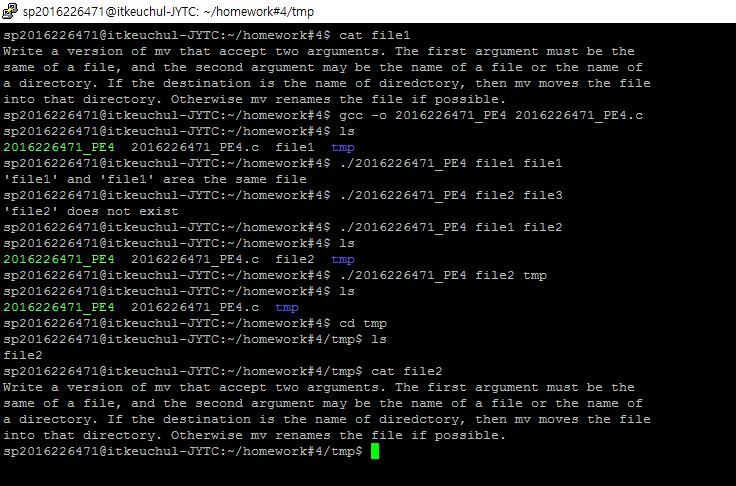 sp2016226471@itkeuchul-JYTC: ~/homework#4/tmp
sp2016226471@itkeuchul-JYTC:~/homework#4$ cat file1
Write a version of mv that accept two arguments. The first argument must be the
same of a file, and the second argument may be the name of a file or the name of
a directory. If the destination is the name of diredctory, then mv moves the file
into that directory. Otherwise mv renames the file if possible.
sp2016226471@itkeuchul-JYTC:~/homework#4$ gcc -o 2016226471_PE4 2016226471_PE4.c
sp2016226471@itkeuchul-JYTC:~/homework#4$ ls
2016226471_PE4  2016226471_PE4.c  file1  tmp
sp2016226471@itkeuchul-JYTC:~/homework#4$ ./2016226471_PE4 file1 file1
'file1' and 'file1' area the same file
sp2016226471@itkeuchul-JYTC:~/homework#4$ ./2016226471_PE4 file2 file3
'file2' does not exist
sp2016226471@itkeuchul-JYTC:~/homework#4$ ./2016226471_PE4 file1 file2
sp2016226471@itkeuchul-JYTC:~/homework#4$ ls
2016226471_PE4  2016226471_PE4.c  file2  tmp
sp2016226471@itkeuchul-JYTC:~/homework#4$ ./2016226471_PE4 file2 tmp
sp2016226471@itkeuchul-JYTC:~/homework#4$ ls
2016226471_PE4  2016226471_PE4.c  tmp
sp2016226471@itkeuchul-JYTC:~/homework#4$ cd tmp
sp2016226471@itkeuchul-JYTC:~/homework#4/tmp$ ls
file2
sp2016226471@itkeuchul-JYTC:~/homework#4/tmp$ cat file2
Write a version of mv that accept two arguments. The first argument must be the
same of a file, and the second argument may be the name of a file or the name of
a directory. If the destination is the name of diredctory, then mv moves the file
into that directory. Otherwise mv renames the file if possible.
sp2016226471@itkeuchul-JYTC:~/homework#4/tmp$